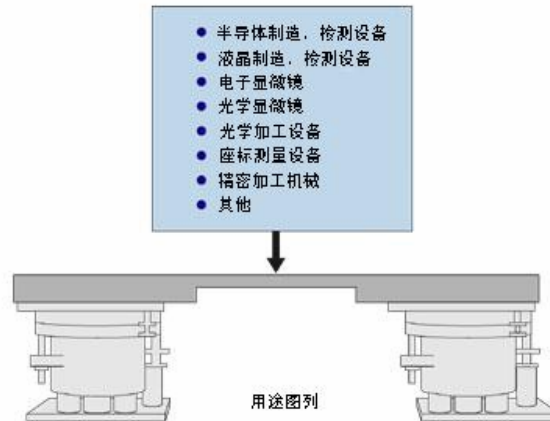 半导体制造．检测设备
液晶制造．检测设备
电子显微镜
光学显微镜
光学加工设备
座标测量设备
精密加工机械
其他
用途图列